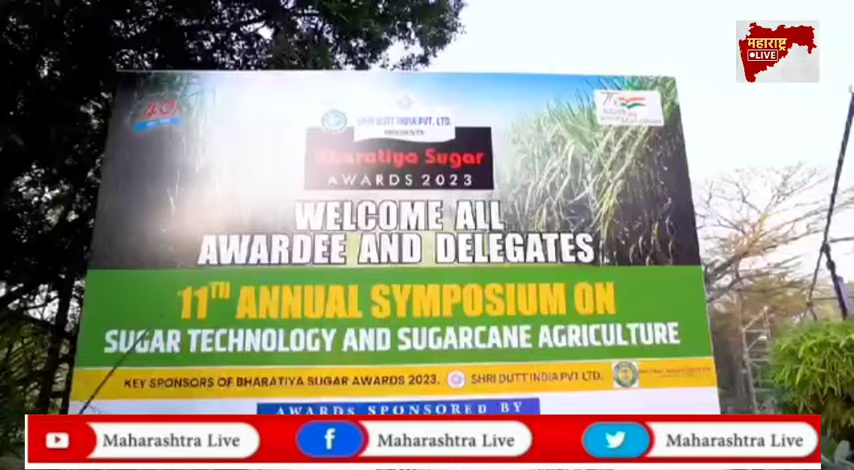 महाराष्ट्र
LIVE
40
SHRI DUTT INDIA PVT. LTD.
PRESENTS
Bharatiya Sugar
AWARDS 2023
WELCOME ALL
AWARDEE AND DELEGATES
11TH ANNUAL SYMPOSIUM ON
SUGAR TECHNOLOGY AND SUGARCANE AGRICULTURE
KEY SPONSORS OF BHARATIYA SUGAR AWARDS 2023, SHRI DUTT INDIA PVT LTD.
AWARDS SPONSORED BY
Maharashtra Live
Maharashtra Live
Maharashtra Live